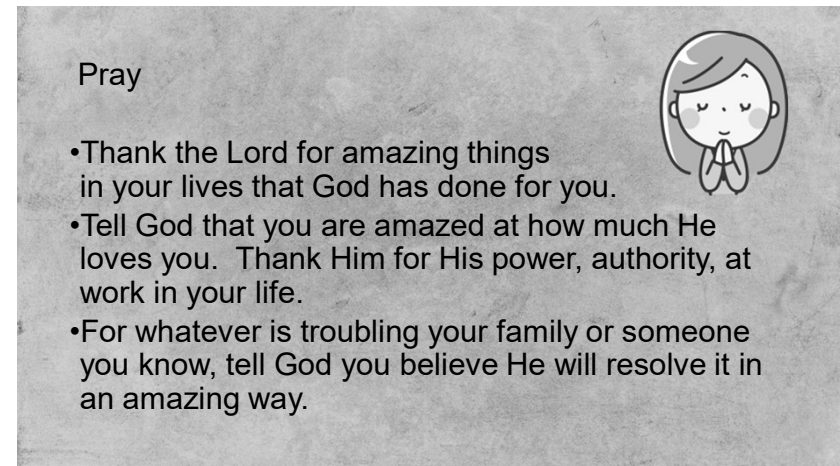 Pray
•Thank the Lord for amazing things
in your lives that God has done for you.
•Tell God that you are amazed at how much He
loves you.  Thank Him for His power, authority, at
work in your life.
•For whatever is troubling your family or someone
you know, tell God you believe He will resolve it in
an amazing way.